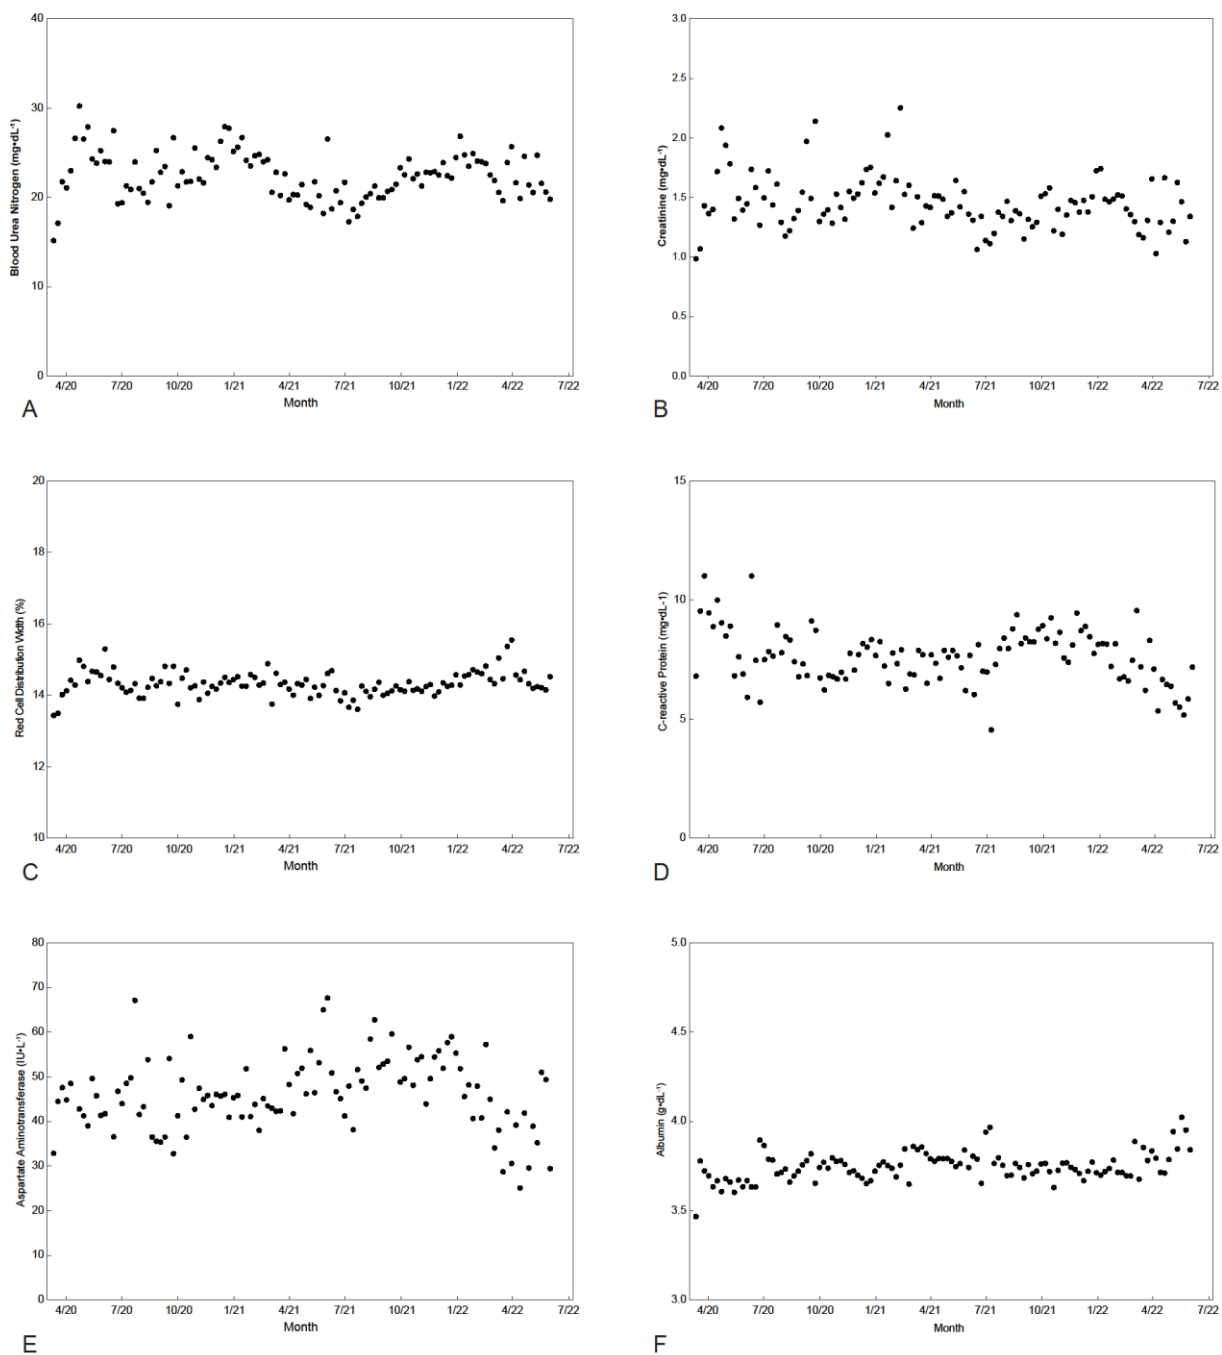 40
30
20
10
0
Blood Urea Nitrogen (mg•dL-1)
4/20 7/20 10/20 1/21 4/21 7/21 10/21 1/22 4/22 7/22
Month
A
3.0
2.5
2.0
1.5
1.0
0.5
0.0
Creatinine (mg•dL-1)
4/20 7/20 10/20 1/21 4/21 7/21 10/21 1/22 4/22 7/22
Month
B
20
18
16
14
12
10
Red Cell Distribution Width (%)
4/20 7/20 10/20 1/21 4/21 7/21 10/21 1/22 4/22 7/22
Month
C
15
10
5
0
C-reactive Protein (mg•dL-1)
4/20 7/20 10/20 1/21 4/21 7/21 10/21 1/22 4/22 7/22
Month
D
80
70
60
50
40
30
20
10
0
Aspartate Aminotransferase (IU•L-1)
4/20 7/20 10/20 1/21 4/21 7/21 10/21 1/22 4/22 7/22
Month
E
5.0
4.5
4.0
3.5
3.0
Albumin (g•dL-1)
4/20 7/20 10/20 1/21 4/21 7/21 10/21 1/22 4/22 7/22
Month
F